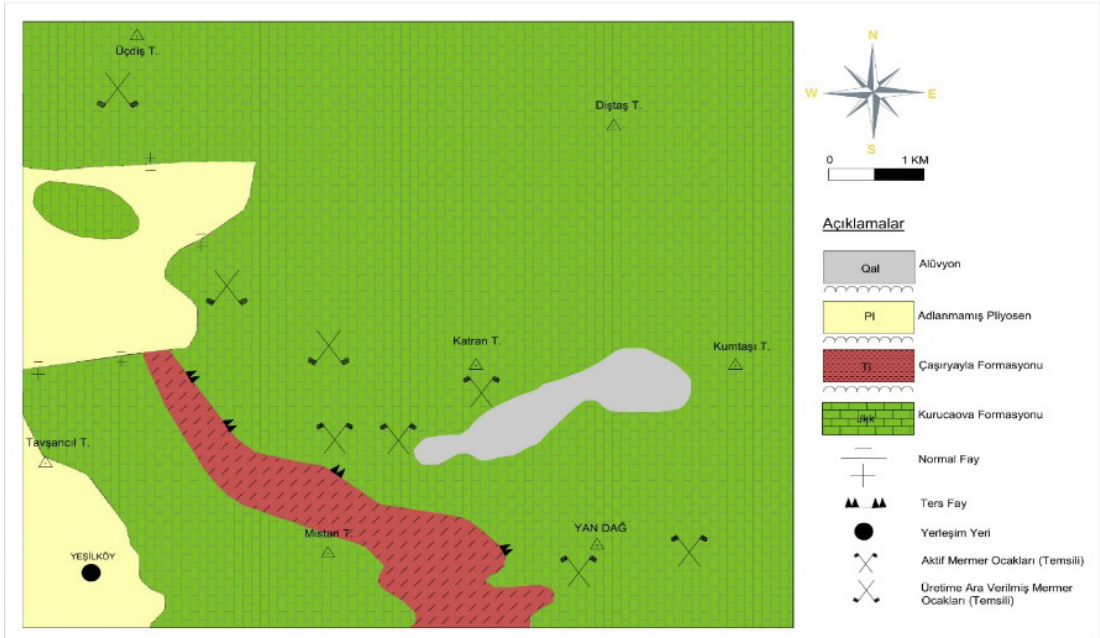 Üçdiş T.
Diştaş T.
Katran T.
Kumtaşı T.
Tavşancıl T.
Mıstan T.
YAN DAĞ
YEŞİLKÖY
N
W
E
S
0
1 KM
Açıklamalar
Qal
Alüvyon
Pl
Adlanmamış Pliyosen
Ti
Çaşıryayla Formasyonu
Jkk
Kurucaova Formasyonu
Normal Fay
Ters Fay
Yerleşim Yeri
Aktif Mermer Ocakları (Temsili)
Üretime Ara Verilmiş Mermer
Ocakları (Temsili)